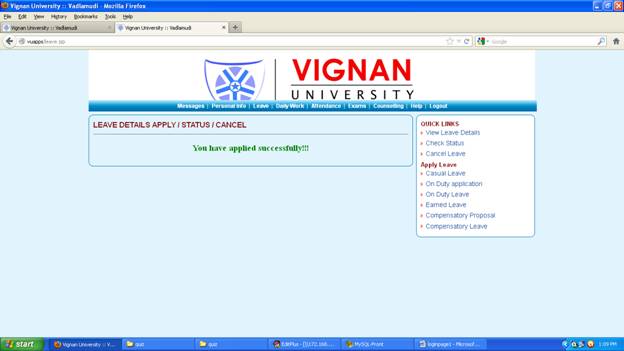 Vignan University :: Vadlamudi - Mozilla Firefox
File Edit View History Bookmarks Tools Help
Vignan University :: Vadlamudi
Vignan University :: Vadlamudi
vuapps/leave.jsp
Google
VIGNAN
UNIVERSITY
Messages | Personal Info | Leave | Daily Work | Attendance | Exams | Counselling | Help | Logout
LEAVE DETAILS APPLY / STATUS / CANCEL
You have applied successfully!!!
QUICK LINKS
View Leave Details
Check Status
Cancel Leave
Apply Leave
Casual Leave
On Duty application
On Duty Leave
Earned Leave
Compensatory Proposal
Compensatory Leave
start
Vignan University :: V...
quiz
quiz
EditPlus - [\\172.168....
MySQL-Front
loginpage1 - Microsof...
1:09 PM